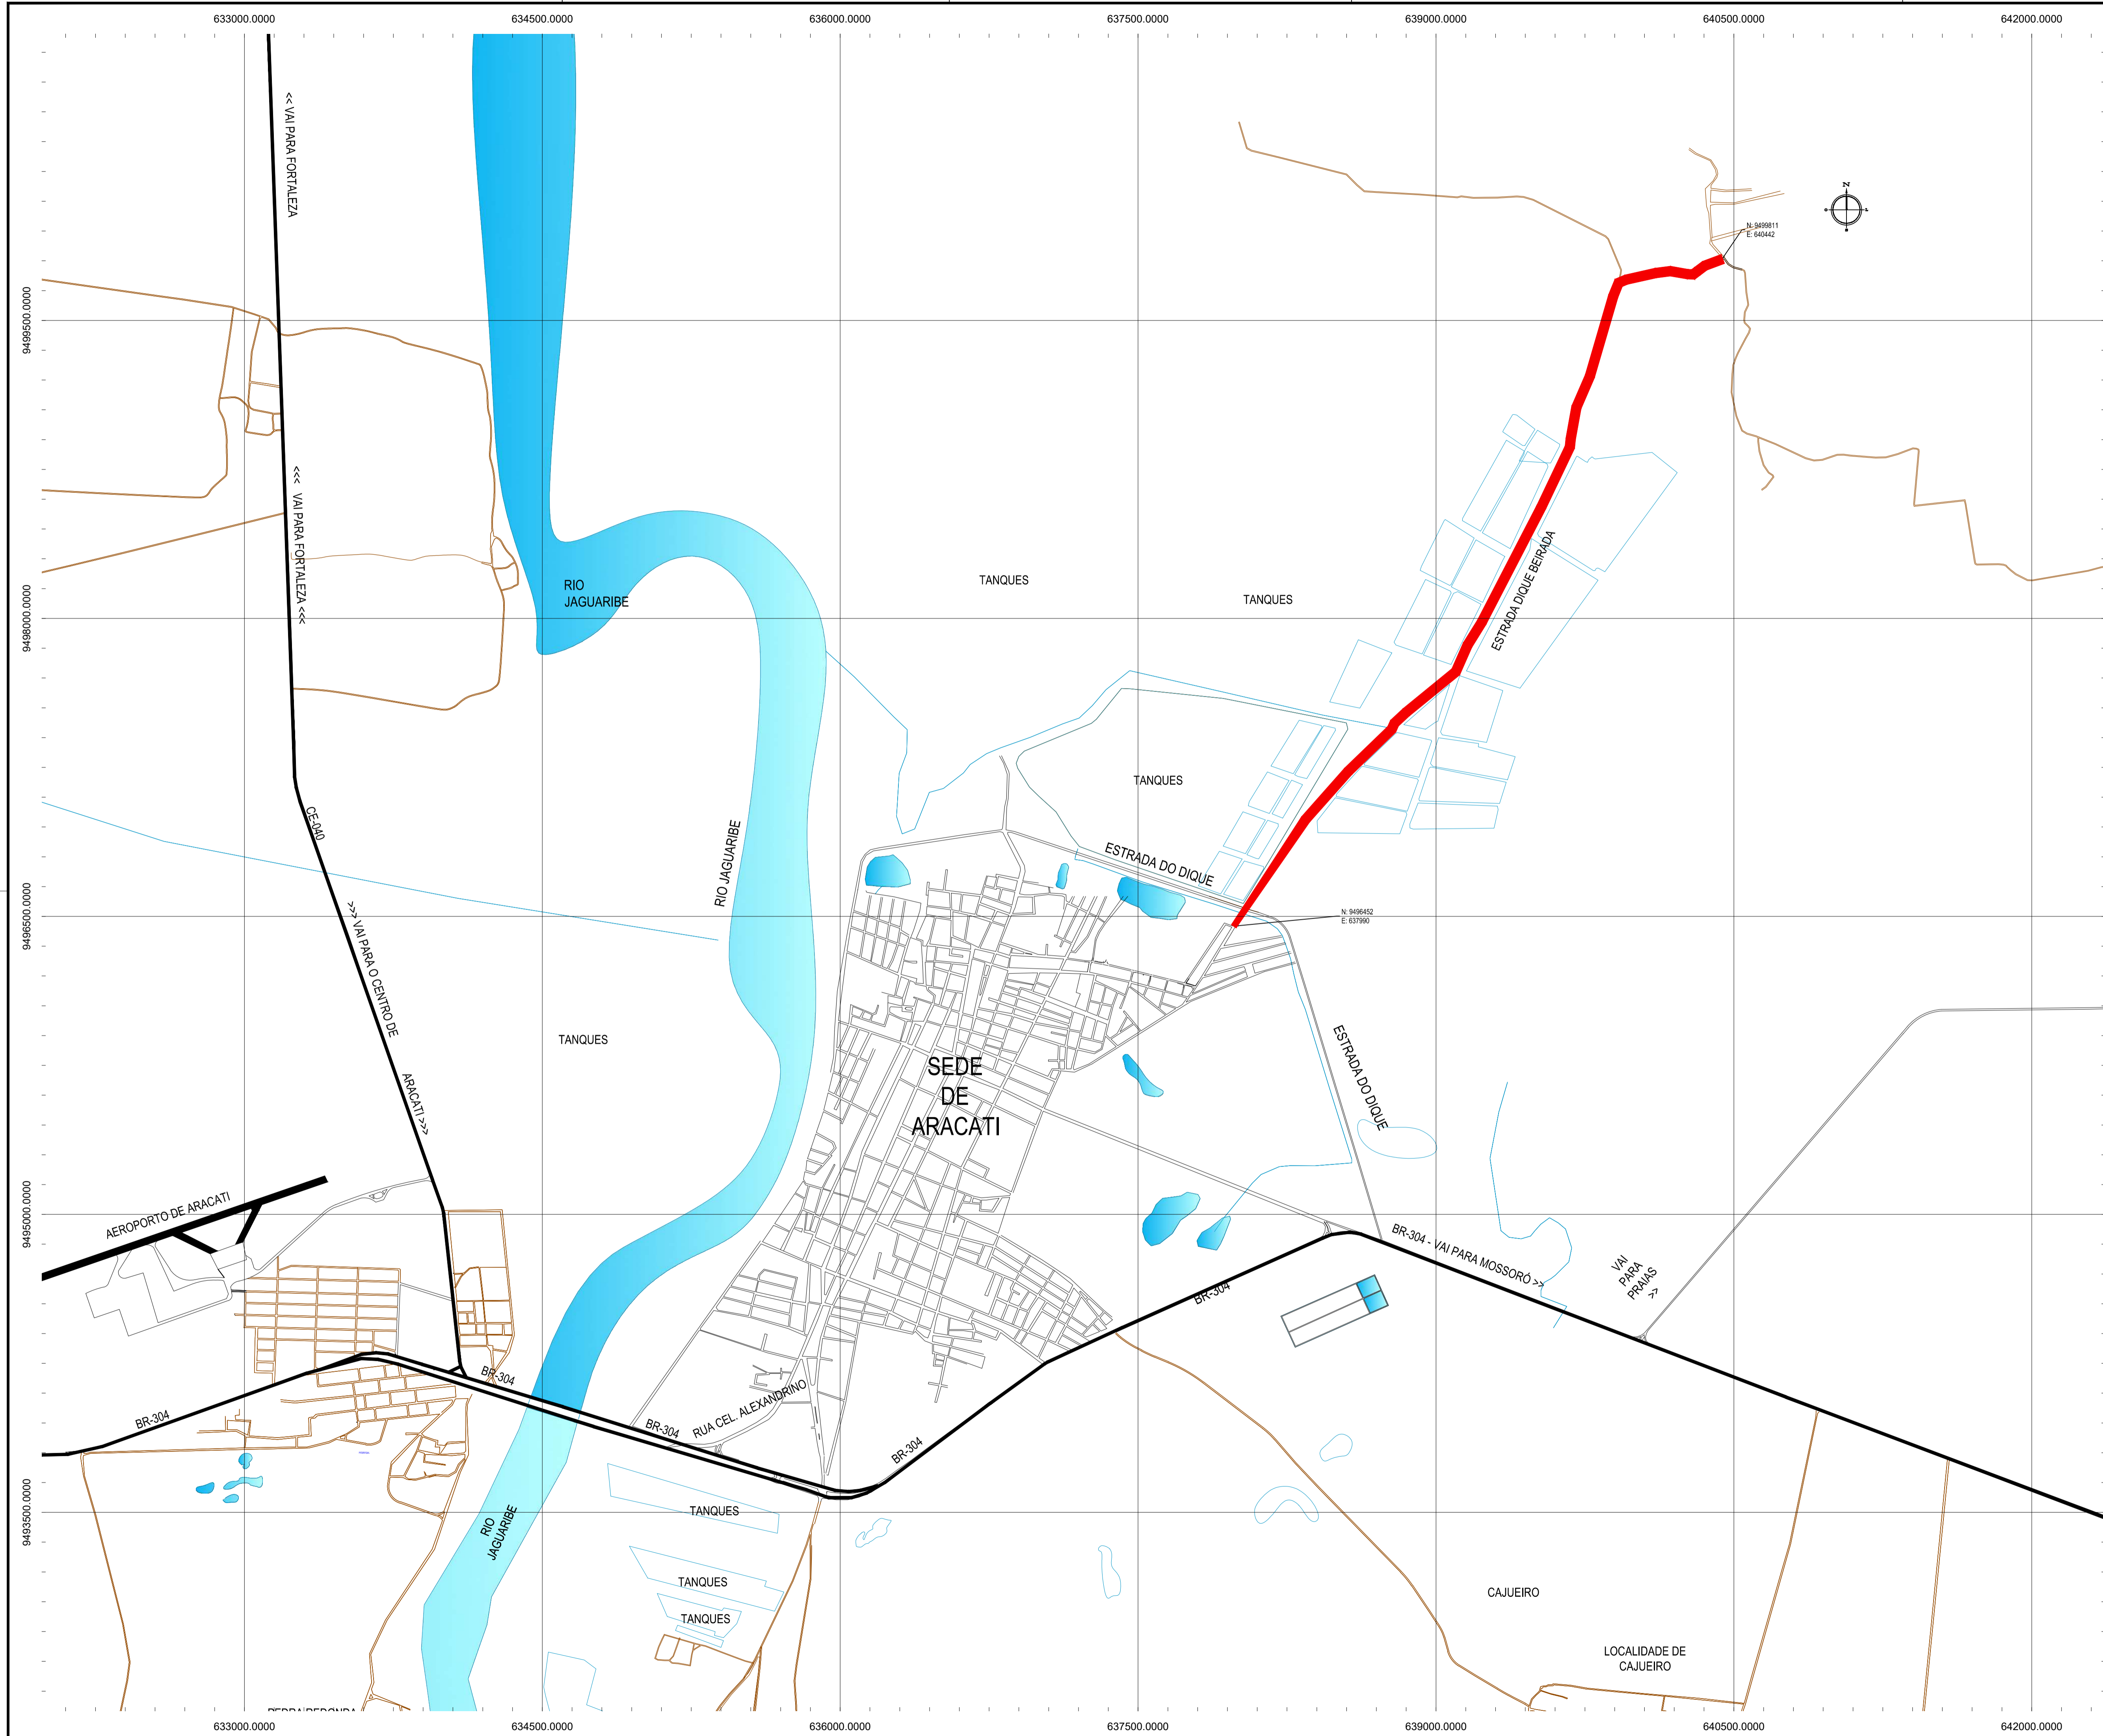 633000.0000
634500.0000
636000.0000
637500.0000
639000.0000
640500.0000
642000.0000
<< VAI PARA FORTALEZA
N
N: 9499811
E: 640442
9499500.0000
<<< VAI PARA FORTALEZA <<<
ESTRADA DIQUE BEIRADA
TANQUES
RIO
JAGUARIBE
TANQUES
9498000.0000
TANQUES
CE-040
RIO JAGUARIBE
ESTRADA DO DIQUE
9496500.0000
N: 9496452
E: 637990
>>> VAI PARA O CENTRO DE
ARACATI >>>
TANQUES
SEDE
DE
ARACATI
ESTRADA DO DIQUE
AEROPORTO DE ARACATI
9495000.0000
BR-304 - VAI PARA MOSSORÓ >>
VAI
PARA
PRAIAS
>>
BR-304
BR-304
RUA CEL. ALEXANDRINO
BR-304
BR-304
BR-304
9493500.0000
RIO
JAGUARIBE
TANQUES
TANQUES
TANQUES
CAJUEIRO
LOCALIDADE DE
CAJUEIRO
PEDRA REDONDA
633000.0000
634500.0000
636000.0000
637500.0000
639000.0000
640500.0000
642000.0000